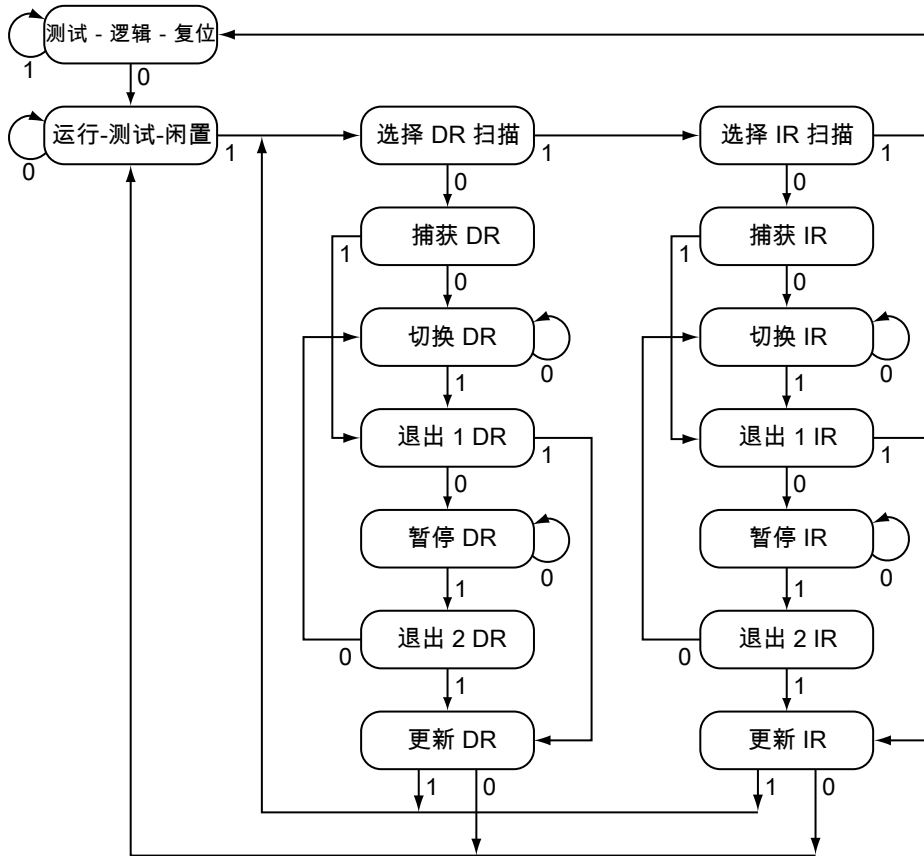 测试 - 逻辑 - 复位
1
0
运行-测试-闲置
0
1
选择 DR 扫描
1
选择 IR 扫描
1
0
0
捕获 DR
1
捕获 IR
1
0
0
切换 DR
0
切换 IR
0
1
1
退出 1 DR
1
退出 1 IR
1
0
0
暂停 DR
0
暂停 IR
0
1
1
退出 2 DR
0
退出 2 IR
0
1
1
更新 DR
更新 IR
1
0
1
0